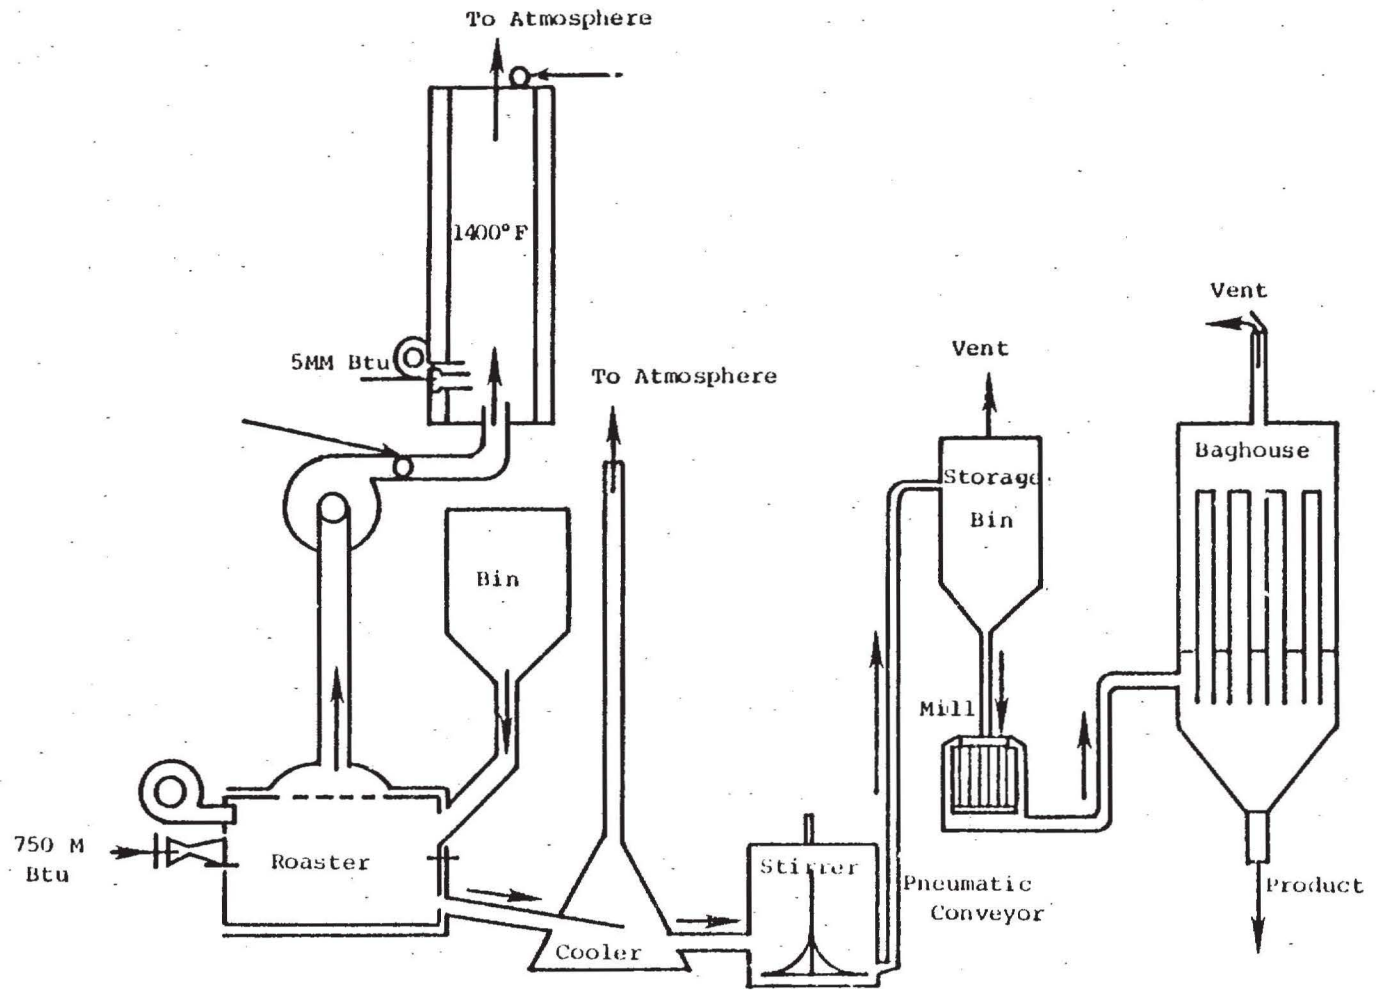 To Atmosphere
1400°F
Vent
Vent
5MM Btu
To Atmosphere
Baghouse
Storage
Bin
Bin
Mill
750 M
Btu
Roaster
Stirrer
Pneumatic
Conveyor
Product
Cooler